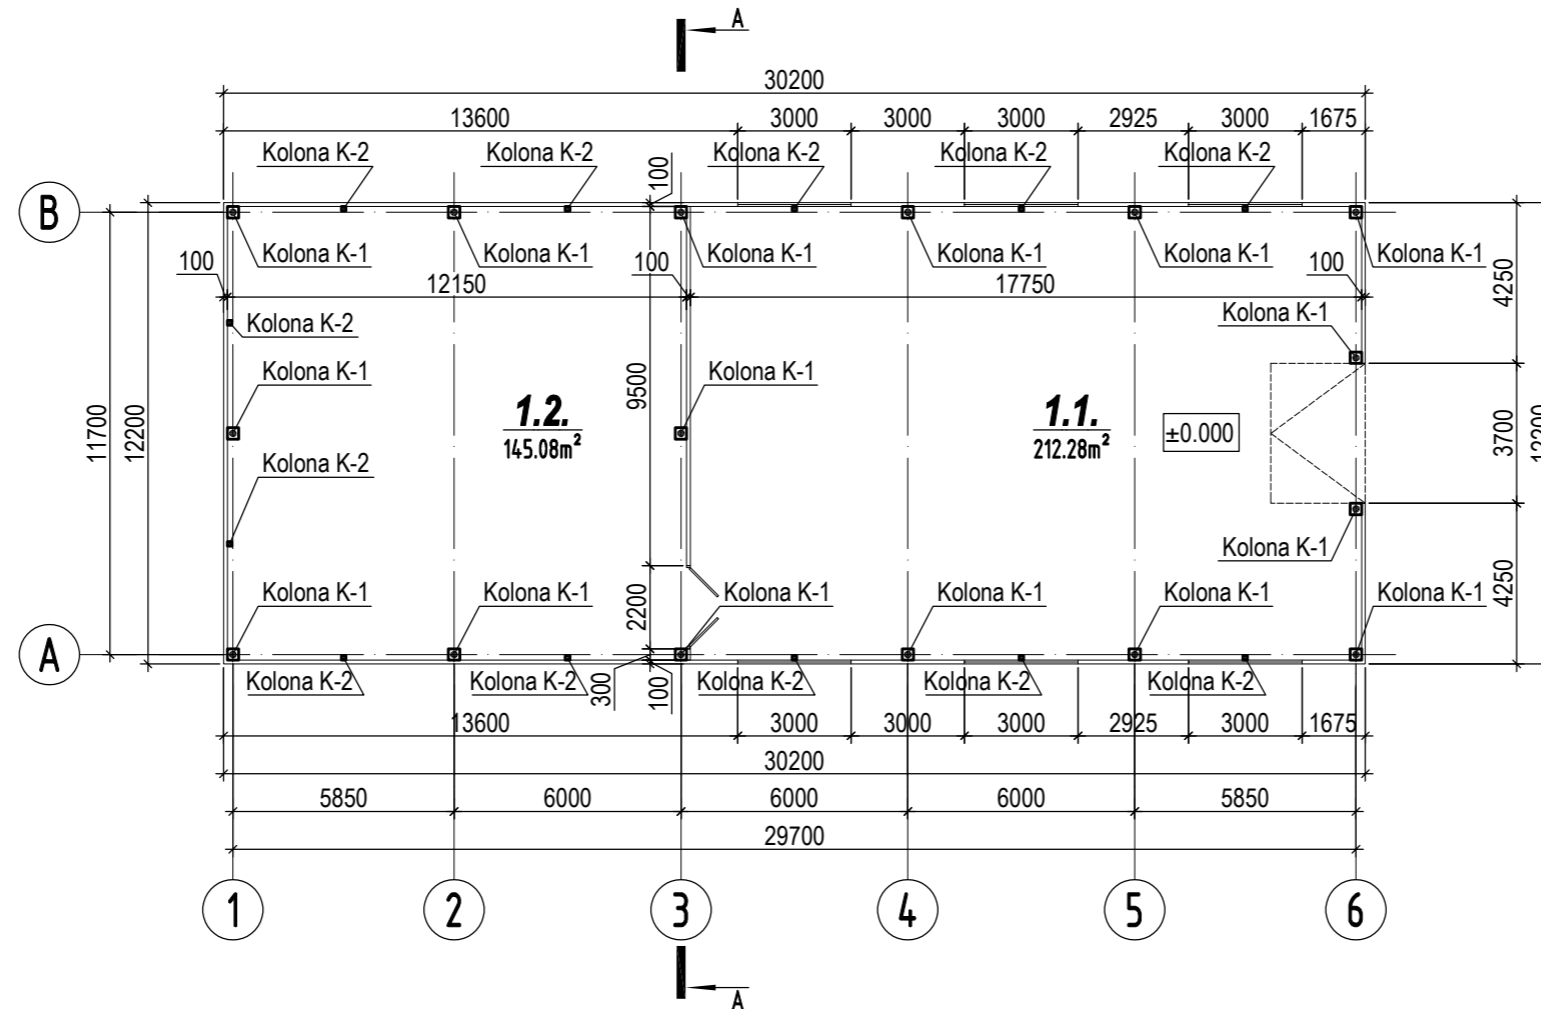 A
30200
13600 3000 3000 3000 2925 3000 1675
Kolona K-2 Kolona K-2 Kolona K-2 Kolona K-2 Kolona K-2
100
B
Kolona K-1 Kolona K-1 Kolona K-1 Kolona K-1 Kolona K-1 Kolona K-1
100 100 100
12150 17750
4250
Kolona K-2 Kolona K-1
Kolona K-1 Kolona K-1
9500
1.2. 1.1.
145.08m² 212.28m²
±0.000
11700 12200 3700 12200
Kolona K-2
Kolona K-1
2200 4250
Kolona K-1 Kolona K-1 Kolona K-1 Kolona K-1 Kolona K-1 Kolona K-1
A
Kolona K-2 Kolona K-2 300 100 Kolona K-2 Kolona K-2 Kolona K-2
13600 3000 3000 3000 2925 3000 1675
30200
5850 6000 6000 6000 5850
29700
1 2 3 4 5 6
A